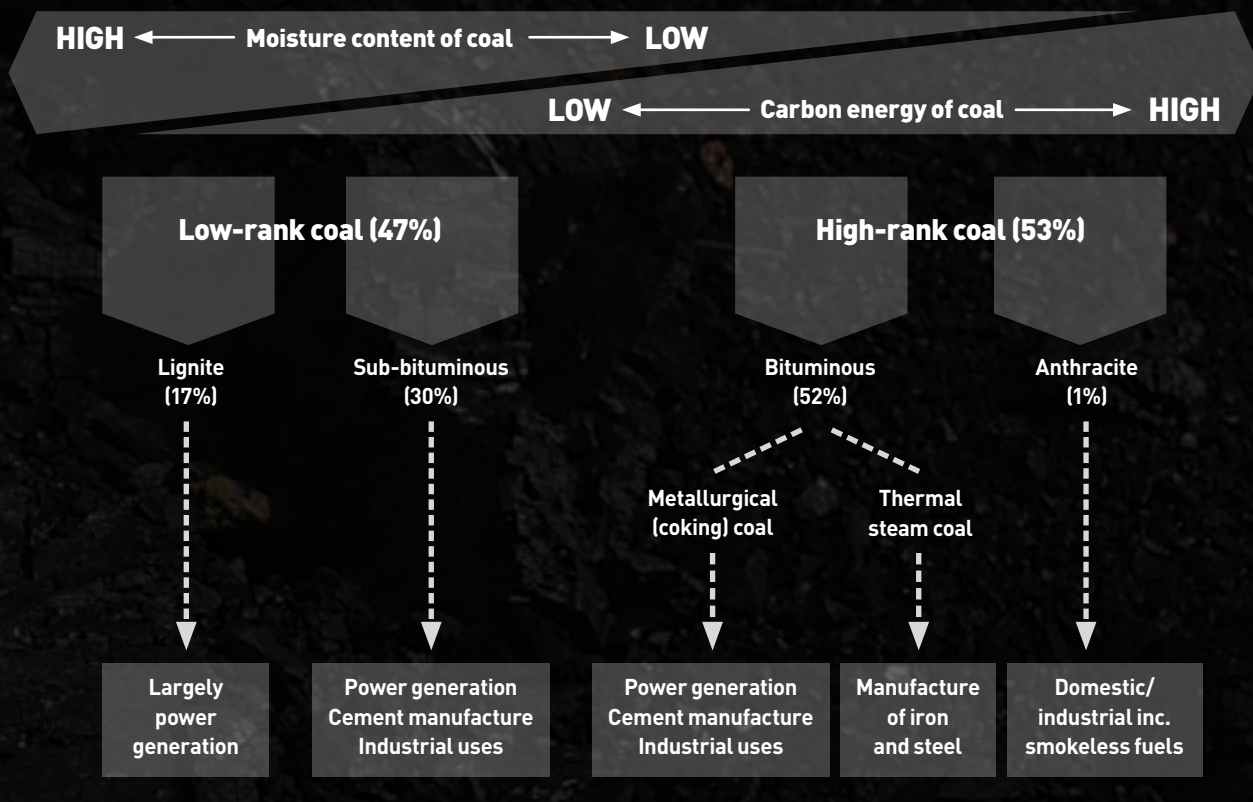 HIGH Moisture content of coal LOW
LOW Carbon energy of coal HIGH
Low-rank coal (47%)
High-rank coal (53%)
Lignite
(17%)
Sub-bituminous
(30%)
Bituminous
(52%)
Anthracite
(1%)
Metallurgical
(coking) coal
Thermal
steam coal
Largely
power
generation
Power generation
Cement manufacture
Industrial uses
Power generation
Cement manufacture
Industrial uses
Manufacture
of iron
and steel
Domestic/
industrial inc.
smokeless fuels